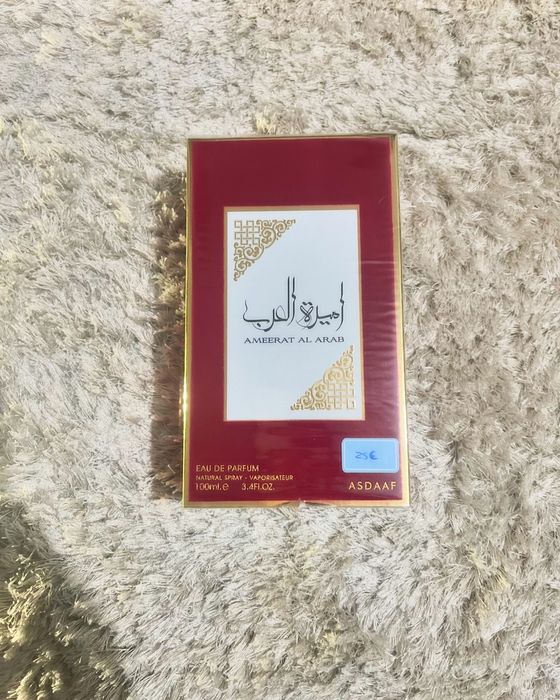 اميرة العرب
AMEERAT AL ARAB
25€
EAU DE PARFUM
NATURAL SPRAY - VAPORISATEUR
100ml.e 3.4Fl.OZ.
ASDAAF